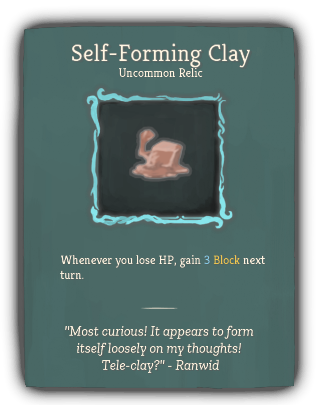 Self-Forming Clay
Uncommon Relic
Whenever you lose HP, gain 3 Block next
turn.
"Most curious! It appears to form
itself loosely on my thoughts!
Tele-clay?" - Ranwid